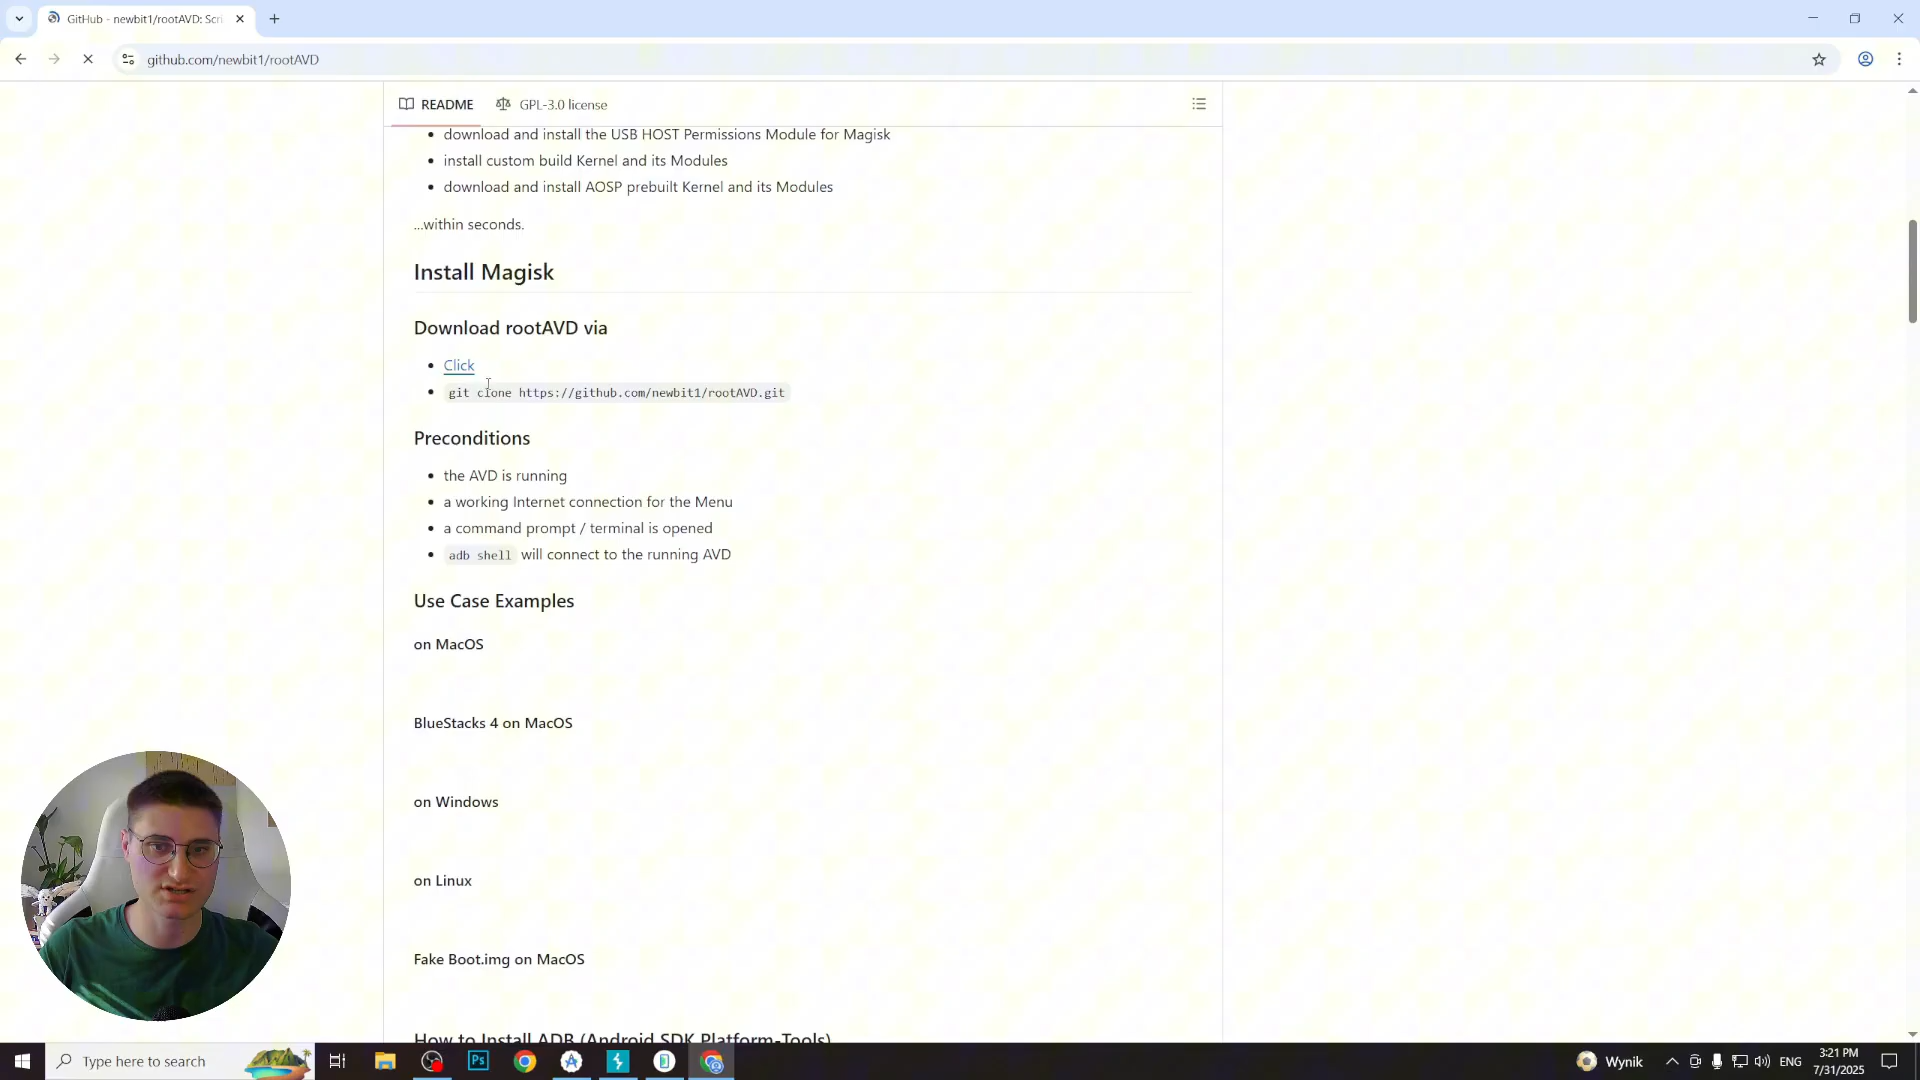 GitHub - newbit1/rootAVD: Scri
github.com/newbit1/rootAVD
README
GPL-3.0 license
download and install the USB HOST Permissions Module for Magisk
install custom build Kernel and its Modules
download and install AOSP prebuilt Kernel and its Modules
...within seconds.
Install Magisk
Download rootAVD via
Click
git clone https://github.com/newbit1/rootAVD.git
Preconditions
the AVD is running
a working Internet connection for the Menu
a command prompt / terminal is opened
adb shell will connect to the running AVD
Use Case Examples
on MacOS
BlueStacks 4 on MacOS
on Windows
on Linux
Fake Boot.img on MacOS
How to Install ADB (Android SDK Platform-Tools)
Type here to search
Ps
Wynik
ENG
3:21 PM
7/31/2025